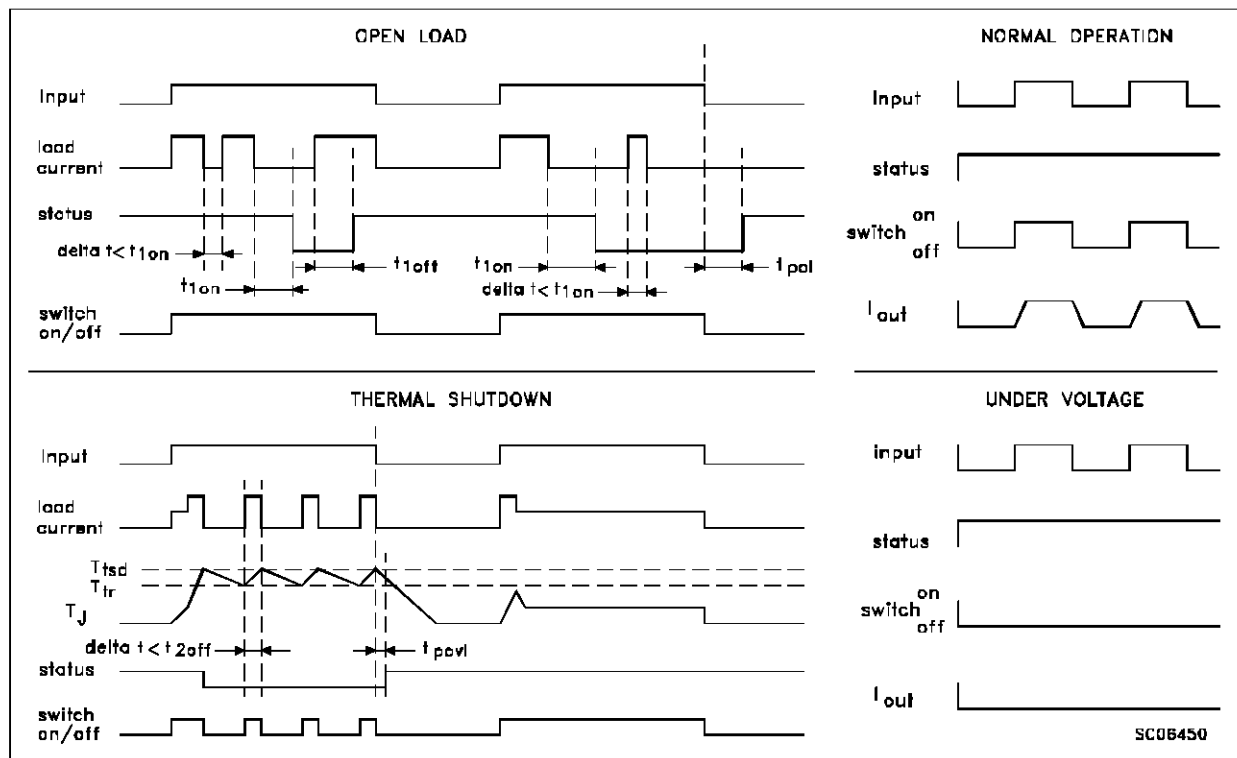 OPEN LOAD
Input
load
current
status
delta t< t1on
t1on
t1off
t1on
delta t< t1on
tpol
switch
on/off
NORMAL OPERATION
Input
status
switch on
off
Iout
THERMAL SHUTDOWN
Input
load
current
Ttsd
Ttr
TJ
delta t< t2off
tpovl
status
switch
on/off
UNDER VOLTAGE
input
status
switch on
off
Iout
SC06450